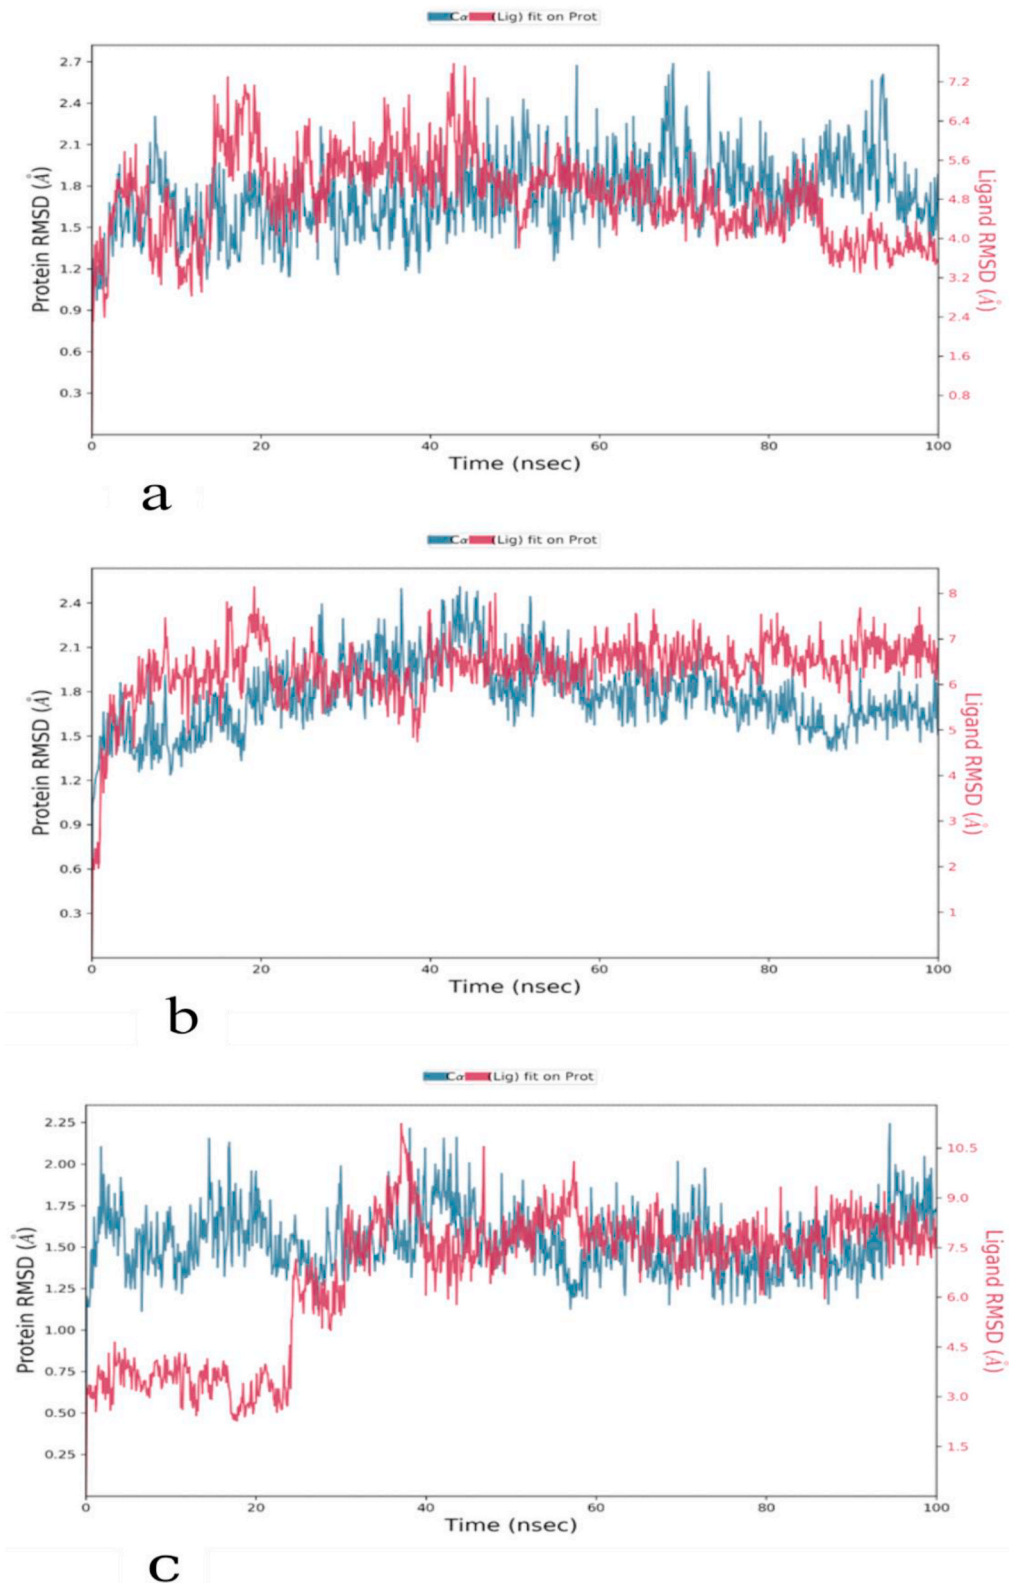 Cα (Lig) fit on Prot
2.7
2.4
2.1
1.8
1.5
1.2
0.9
0.6
0.3
Protein RMSD (Å)
7.2
6.4
5.6
4.8
4.0
3.2
2.4
1.6
0.8
Ligand RMSD (Å)
0 20 40 60 80 100
Time (nsec)
a
Cα (Lig) fit on Prot
2.4
2.1
1.8
1.5
1.2
0.9
0.6
0.3
Protein RMSD (Å)
8
7
6
5
4
3
2
1
Ligand RMSD (Å)
0 20 40 60 80 100
Time (nsec)
b
Cα (Lig) fit on Prot
2.25
2.00
1.75
1.50
1.25
1.00
0.75
0.50
0.25
Protein RMSD (Å)
10.5
9.0
7.5
6.0
4.5
3.0
1.5
Ligand RMSD (Å)
0 20 40 60 80 100
Time (nsec)
c